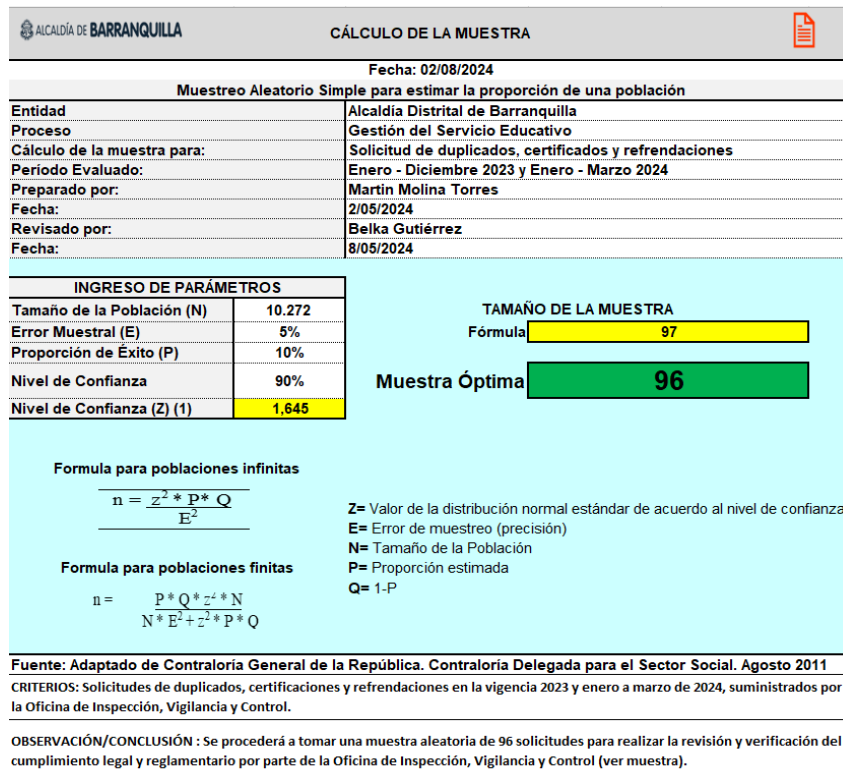 ALCALDÍA DE BARRANQUILLA
CÁLCULO DE LA MUESTRA
Fecha: 02/08/2024
Muestreo Aleatorio Simple para estimar la proporción de una población
Entidad Alcaldía Distrital de Barranquilla
Proceso Gestión del Servicio Educativo
Cálculo de la muestra para: Solicitud de duplicados, certificados y refrendaciones
Período Evaluado: Enero - Diciembre 2023 y Enero - Marzo 2024
Preparado por: Martin Molina Torres
Fecha: 2/05/2024
Revisado por: Belka Gutiérrez
Fecha: 8/05/2024
INGRESO DE PARÁMETROS
Tamaño de la Población (N) 10.272
Error Muestral (E) 5%
Proporción de Éxito (P) 10%
Nivel de Confianza 90%
Nivel de Confianza (Z) (1) 1,645
TAMAÑO DE LA MUESTRA
Fórmula 97
Muestra Óptima 96
Formula para poblaciones infinitas
n = z² * P* Q
E²
Formula para poblaciones finitas
n = P * Q * z² * N
N * E² + z² * P * Q
Z= Valor de la distribución normal estándar de acuerdo al nivel de confianza
E= Error de muestreo (precisión)
N= Tamaño de la Población
P= Proporción estimada
Q= 1-P
Fuente: Adaptado de Contraloría General de la República. Contraloría Delegada para el Sector Social. Agosto 2011
CRITERIOS: Solicitudes de duplicados, certificaciones y refrendaciones en la vigencia 2023 y enero a marzo de 2024, suministrados por
la Oficina de Inspección, Vigilancia y Control.
OBSERVACIÓN/CONCLUSIÓN : Se procederá a tomar una muestra aleatoria de 96 solicitudes para realizar la revisión y verificación del
cumplimiento legal y reglamentario por parte de la Oficina de Inspección, Vigilancia y Control (ver muestra).